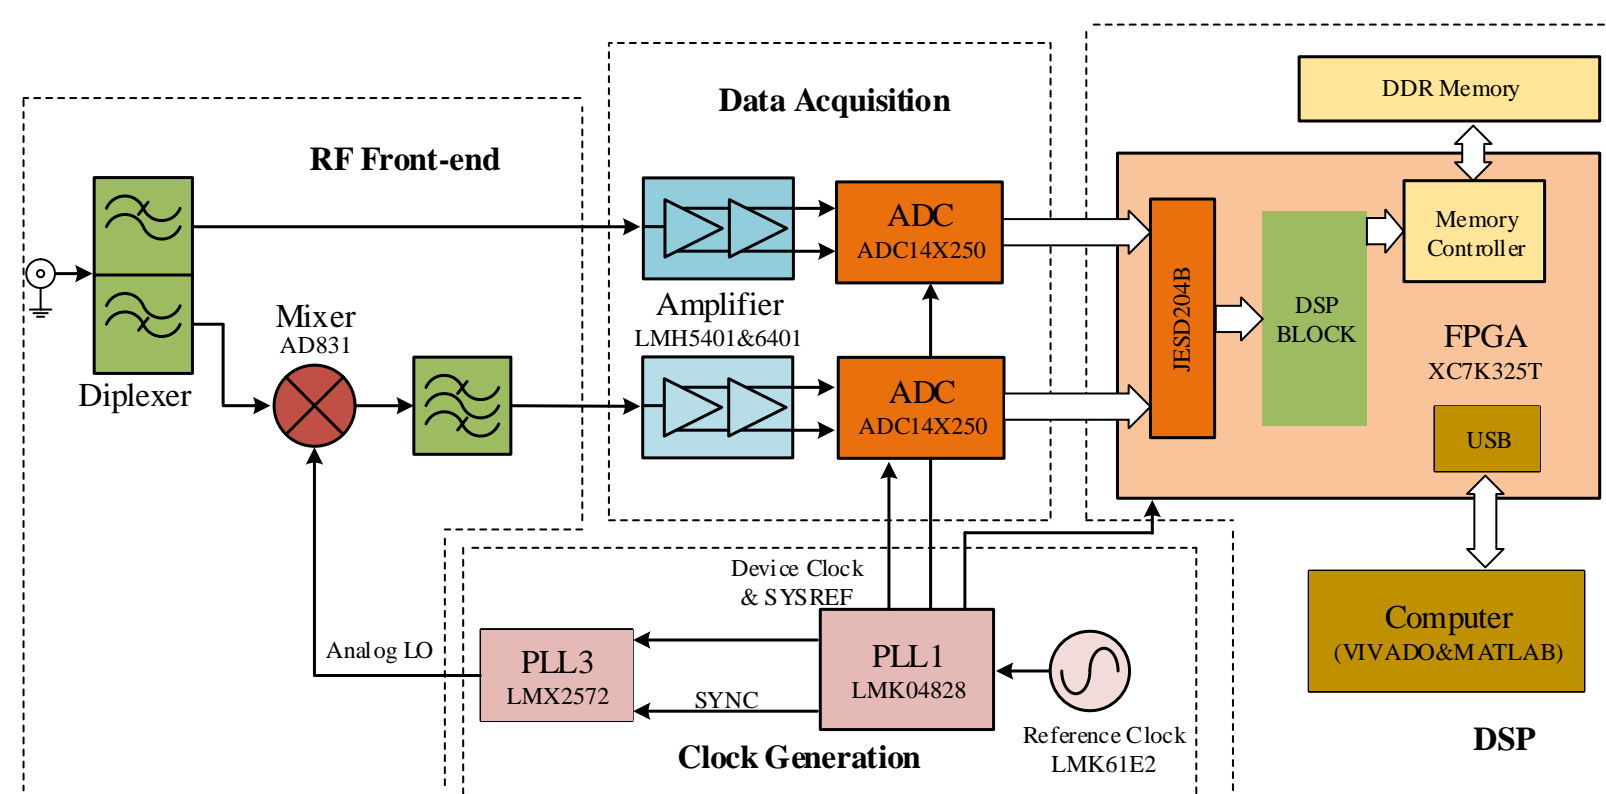 Data Acquisition
DDR Memory
RF Front-end
ADC
ADC14X250
Memory
Controller
JESD204B
DSP
BLOCK
FPGA
XC7K325T
Amplifier
LMH5401&6401
Mixer
AD831
Diplexer
ADC
ADC14X250
USB
Device Clock
& SYSREF
Computer
(VIVADO&MATLAB)
Analog LO
PLL3
LMX2572
PLL1
LMK04828
SYNC
Reference Clock
LMK61E2
Clock Generation
DSP